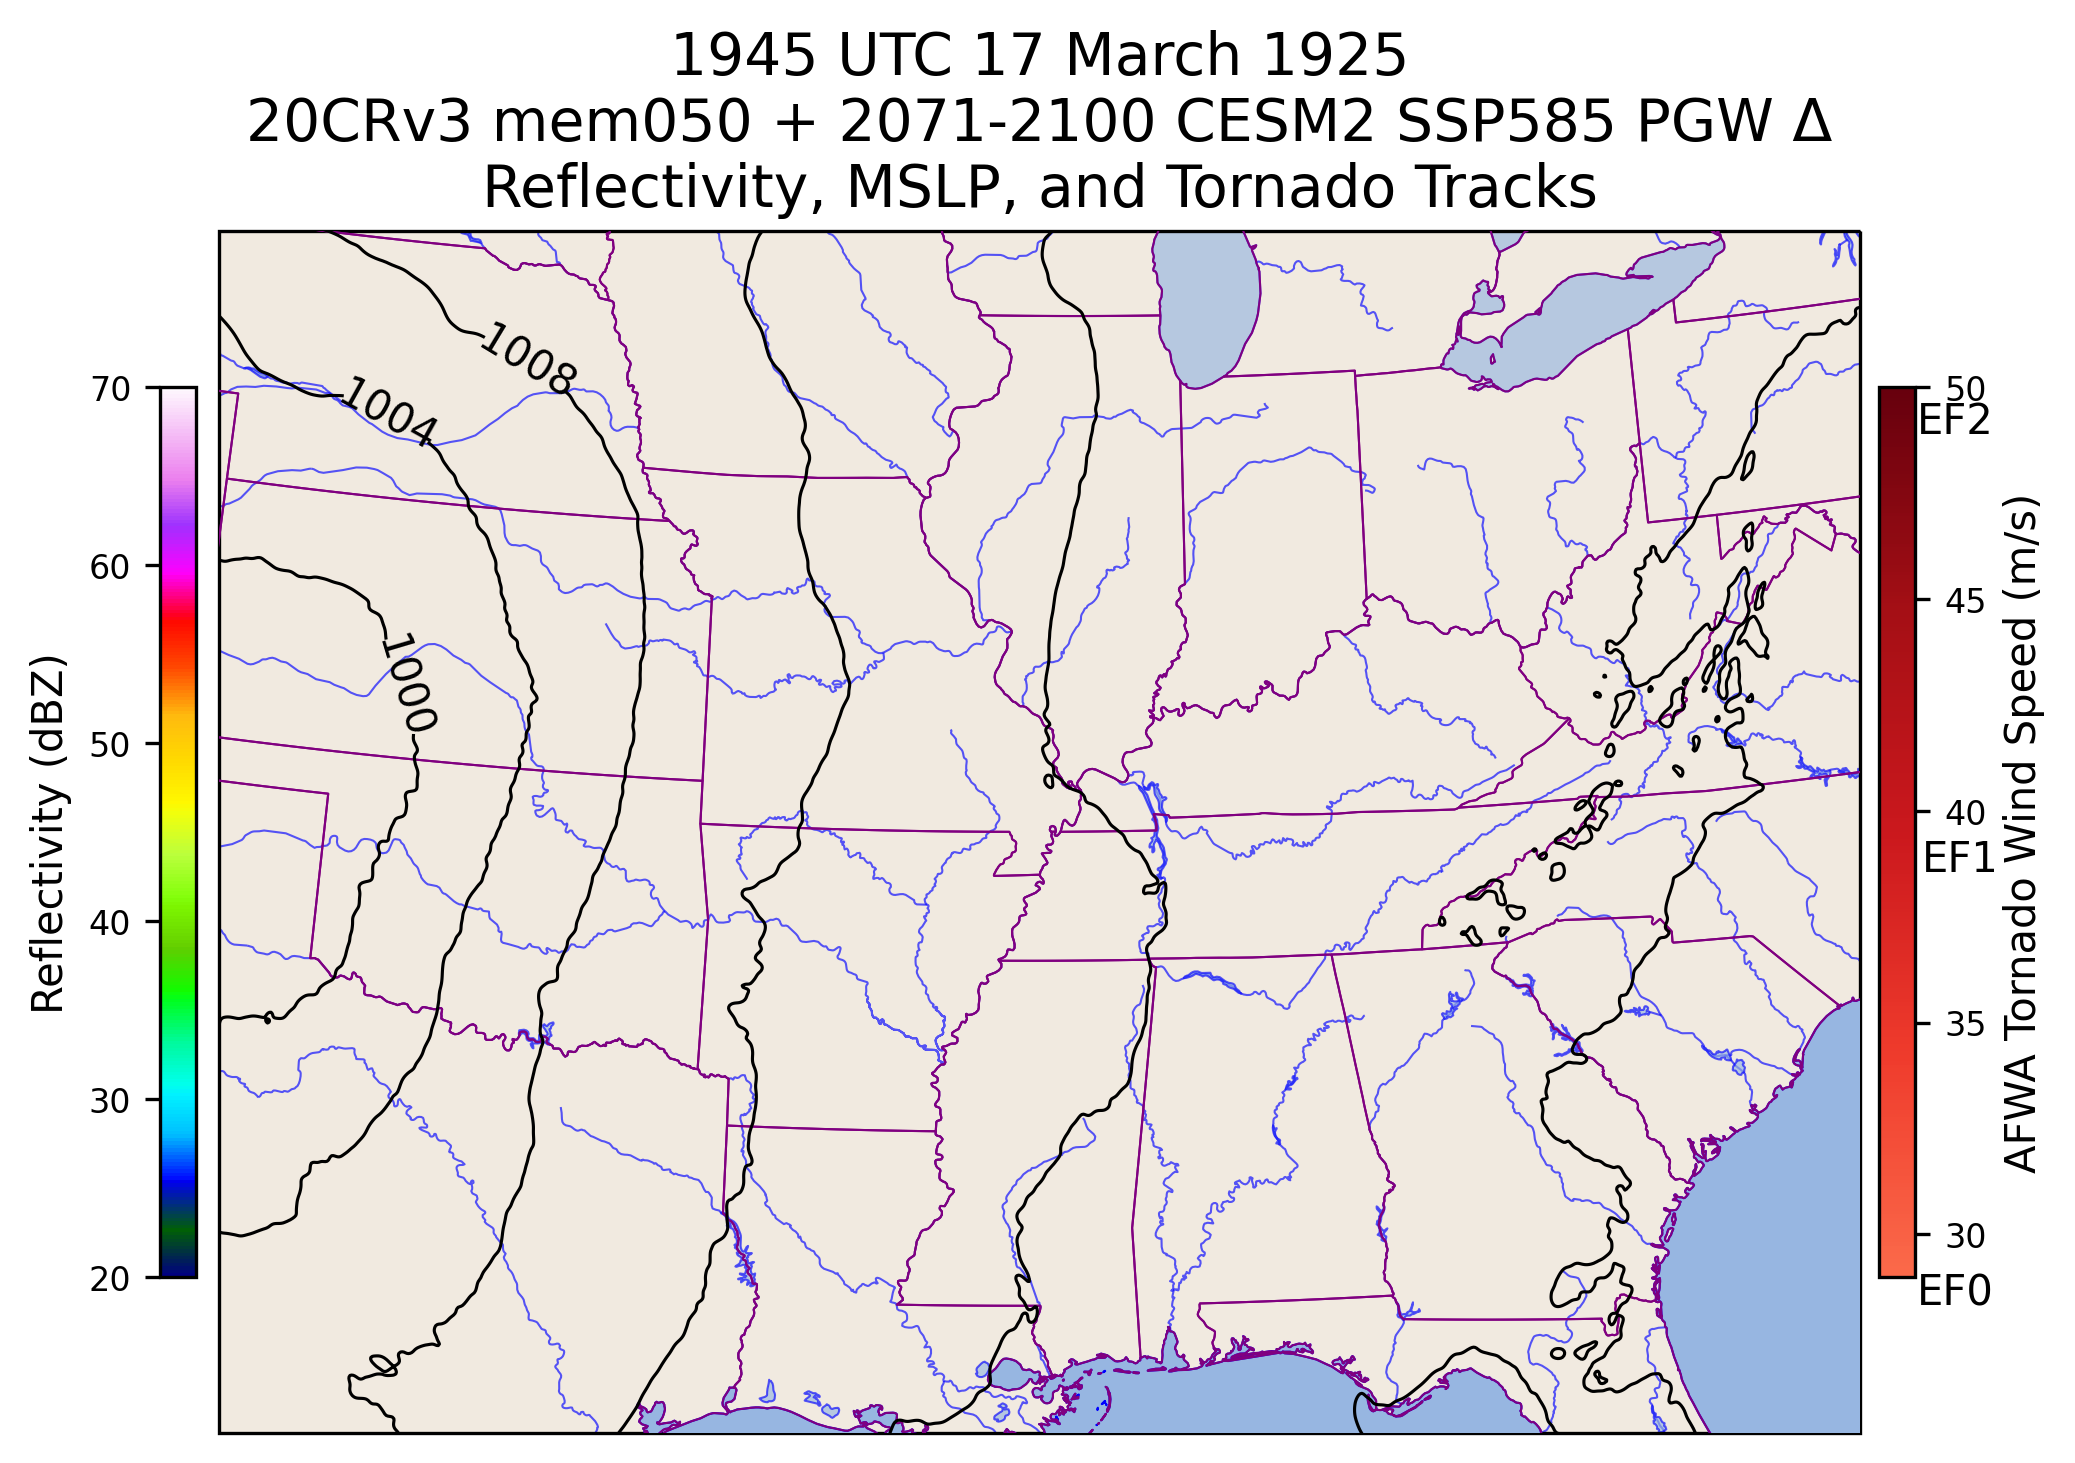 1945 UTC 17 March 1925
20CRv3 mem050 + 2071-2100 CESM2 SSP585 PGW Δ
Reflectivity, MSLP, and Tornado Tracks
1008
1004
1000
70
60
50
40
30
20
Reflectivity (dBZ)
50
EF2
45
40
EF1
35
30
EF0
AFWA Tornado Wind Speed (m/s)